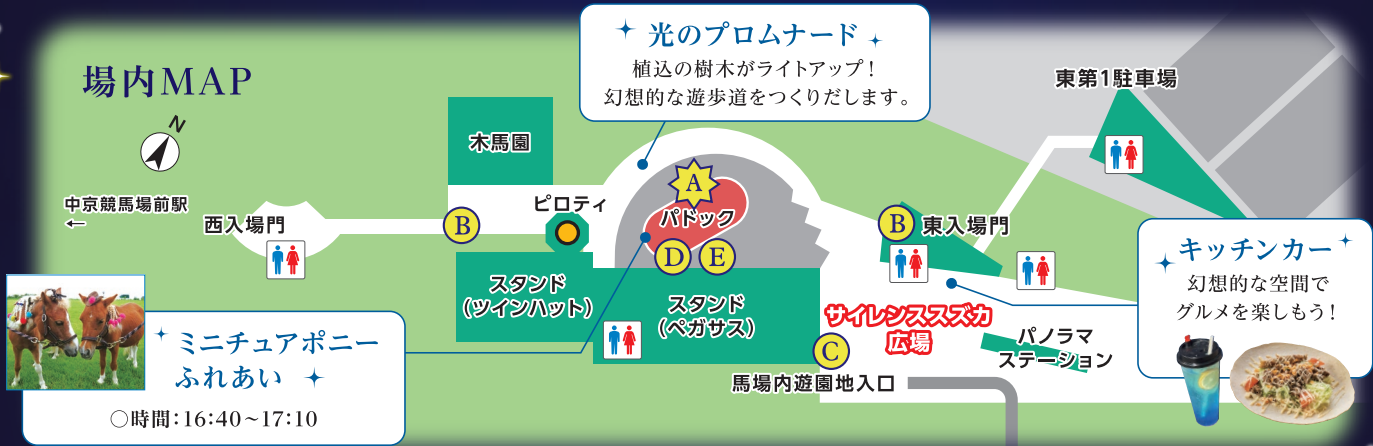 場内MAP
N
中京競馬場前駅
←
西入場門
木馬園
B
ピロティ
光のプロムナード
植込の樹木がライトアップ!
幻想的な遊歩道をつくりだします。
A
パドック
D
E
スタンド
(ツインハット)
スタンド
(ペガサス)
東第1駐車場
B
東入場門
キッチンカー
幻想的な空間で
グルメを楽しもう!
サイレンススズカ
広場
C
馬場内遊園地入口
パノラマ
ステーション
ミニチュアポニー
ふれあい
○時間:16:40~17:10